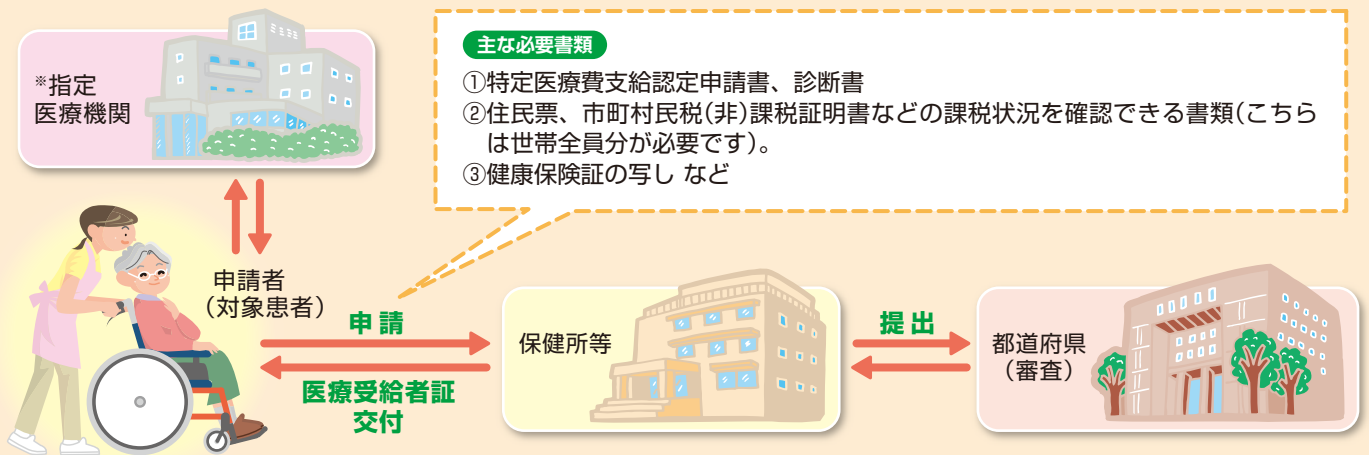 ※指定
医療機関
主な必要書類
①特定医療費支給認定申請書、診断書
②住民票、市町村民税(非)課税証明書などの課税状況を確認できる書類(こちら
は世帯全員分が必要です)。
③健康保険証の写し など
申請者
(対象患者)
申請
医療受給者証
交付
保健所等
提出
都道府県
(審査)